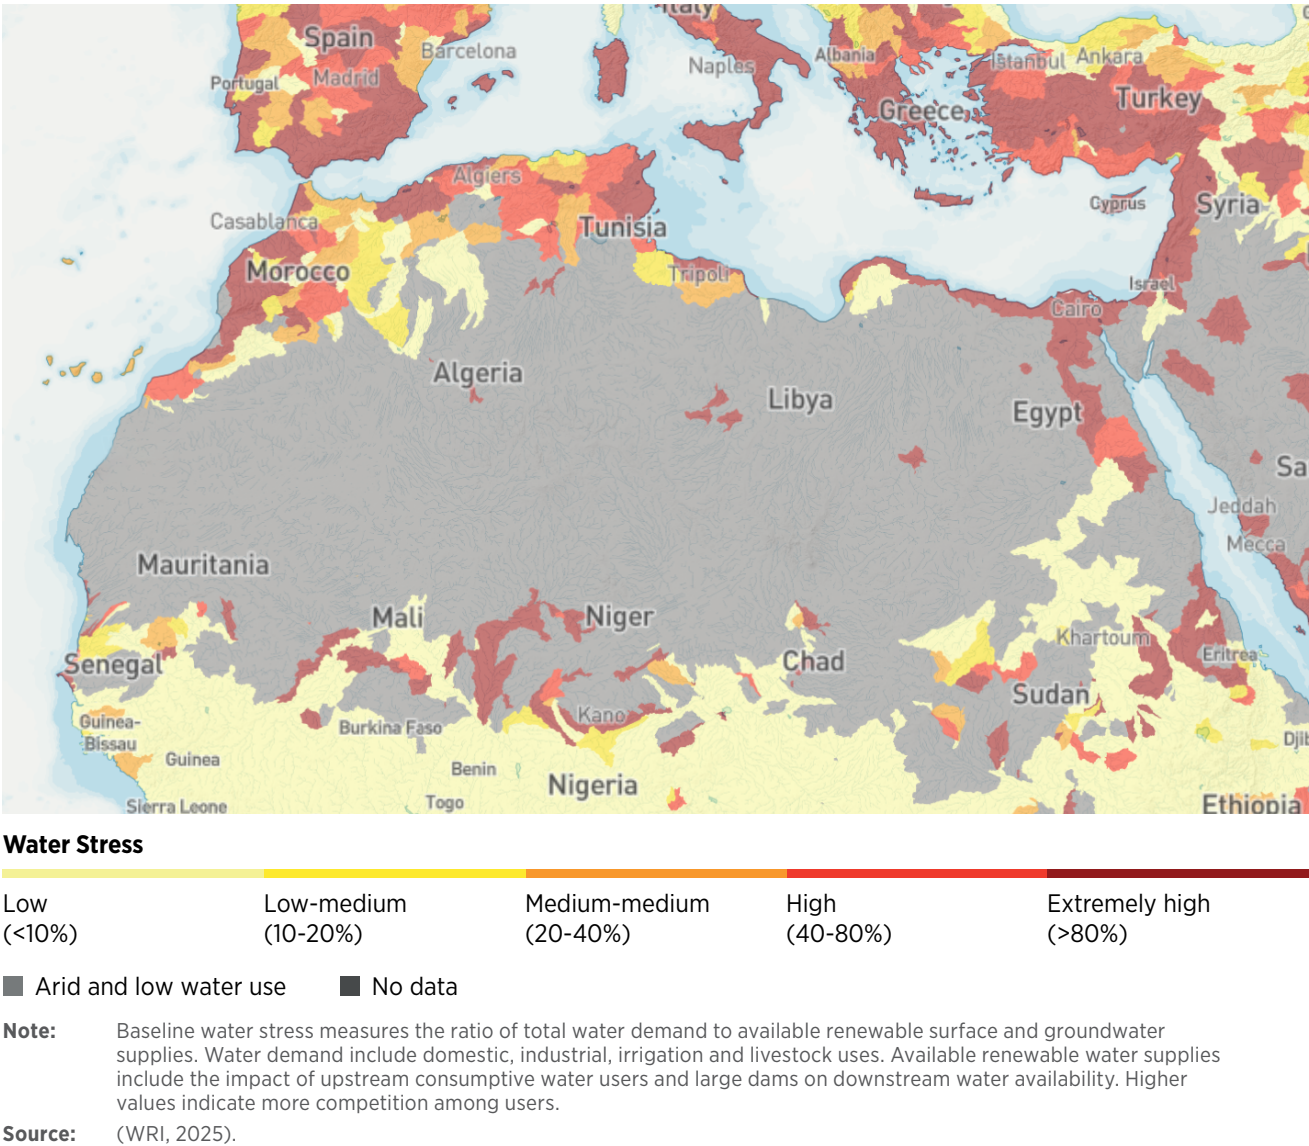 Italy
Spain
Barcelona
Portugal
Madrid
Naples
Albania
Istanbul
Ankara
Greece
Turkey
Algiers
Casablanca
Tunisia
Cyprus
Syria
Morocco
Tripoli
Israel
Cairo
Algeria
Libya
Egypt
Sa
Jeddah
Mecca
Mauritania
Mali
Niger
Khartoum
Senegal
Chad
Eritrea
Sudan
Guinea-
Bissau
Burkina Faso
Kano
Djib
Guinea
Benin
Nigeria
Sierra Leone
Togo
Ethiopia
Water Stress
Low
(<10%)
Low-medium
(10-20%)
Medium-medium
(20-40%)
High
(40-80%)
Extremely high
(>80%)
Arid and low water use
No data
Note: Baseline water stress measures the ratio of total water demand to available renewable surface and groundwater
supplies. Water demand include domestic, industrial, irrigation and livestock uses. Available renewable water supplies
include the impact of upstream consumptive water users and large dams on downstream water availability. Higher
values indicate more competition among users.
Source: (WRI, 2025).